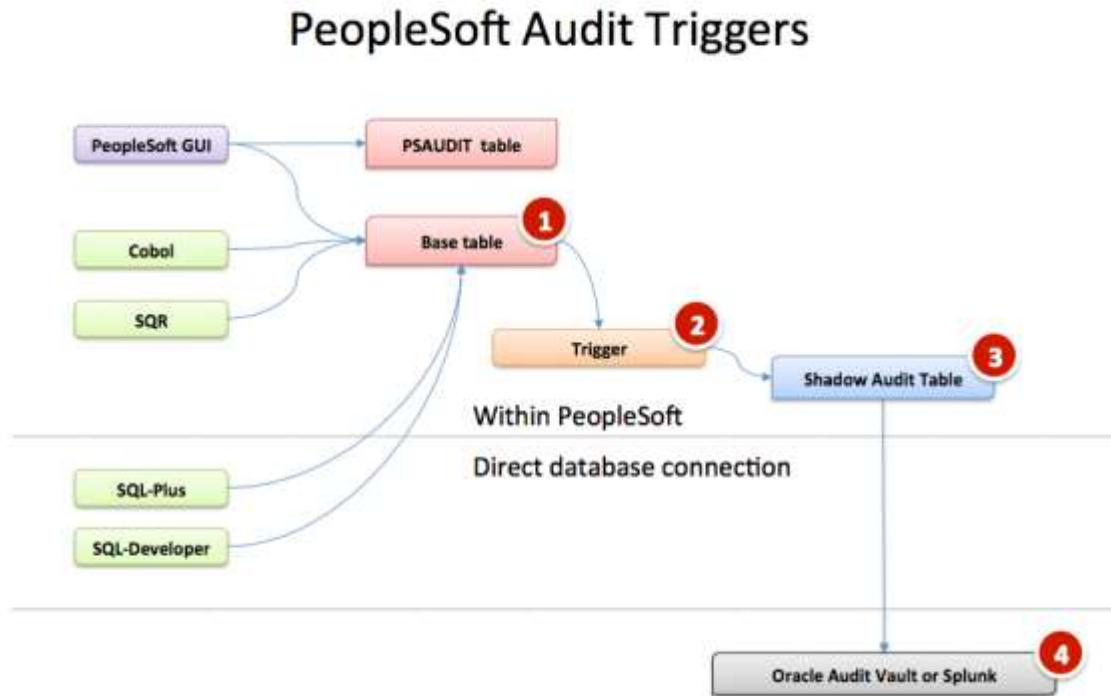 PeopleSoft Audit Triggers
PeopleSoft GUI
PSAUDIT table
1
Base table
Cobol
SQR
2
Trigger
3
Shadow Audit Table
Within PeopleSoft
Direct database connection
SQL-Plus
SQL-Developer
4
Oracle Audit Vault or Splunk